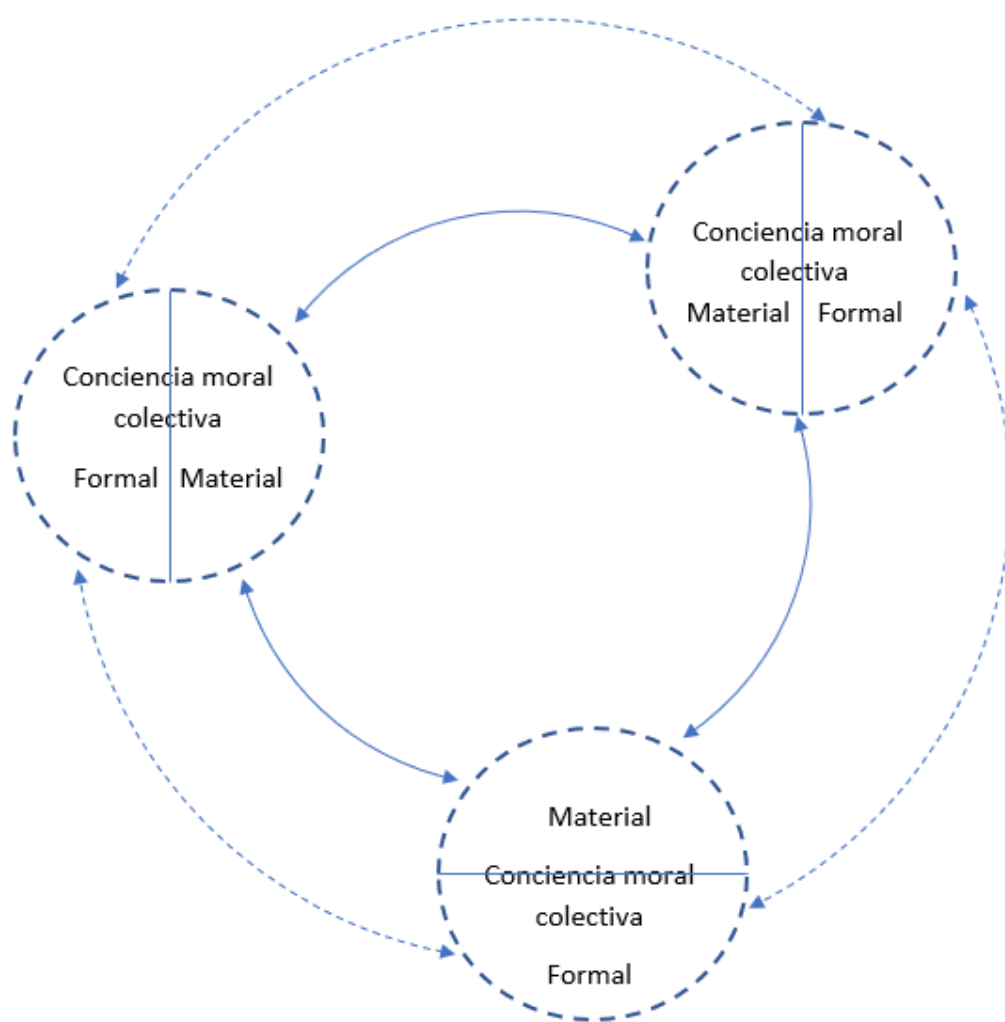 Conciencia moral
colectiva
Material Formal
Conciencia moral
colectiva
Formal Material
Material
Conciencia moral
colectiva
Formal